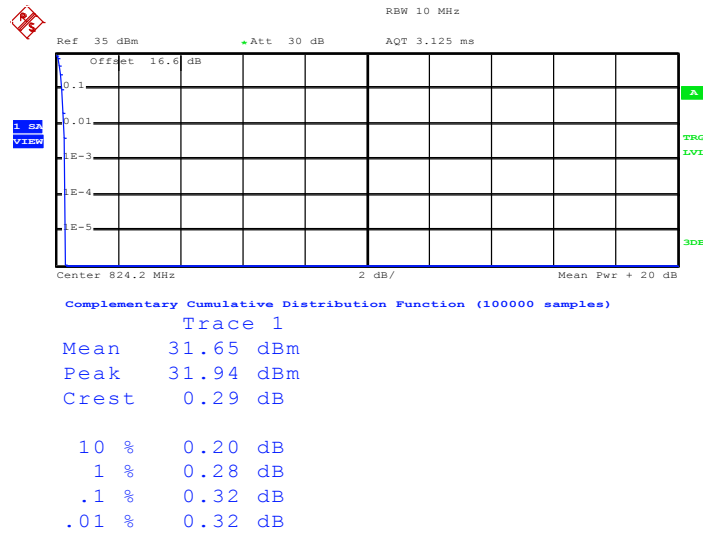 RBW 10 MHz
Ref 35 dBm * Att 30 dB AQT 3.125 ms
Offset 16.6 dB
0.1
A
0.01
1 SA
VIEW
TRG
1E-3
LVL
1E-4
1E-5
3DB
Center 824.2 MHz 2 dB/ Mean Pwr + 20 dB
Complementary Cumulative Distribution Function (100000 samples)
Trace 1
Mean 31.65 dBm
Peak 31.94 dBm
Crest 0.29 dB
10 % 0.20 dB
1 % 0.28 dB
.1 % 0.32 dB
.01 % 0.32 dB